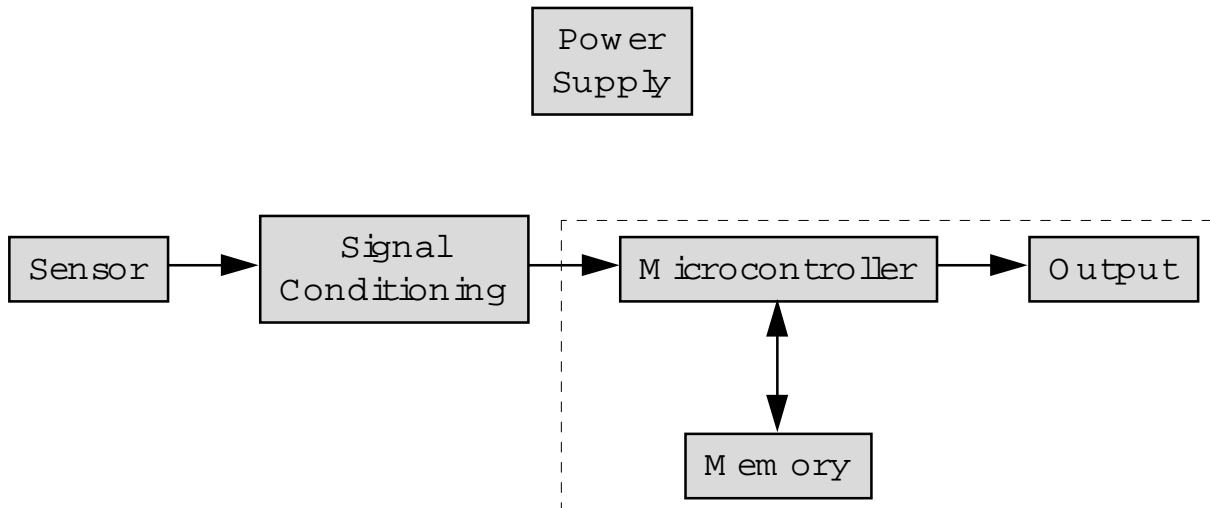 Power
Supply
Sensor
Signal
Conditioning
Microcontroller
Output
Memory